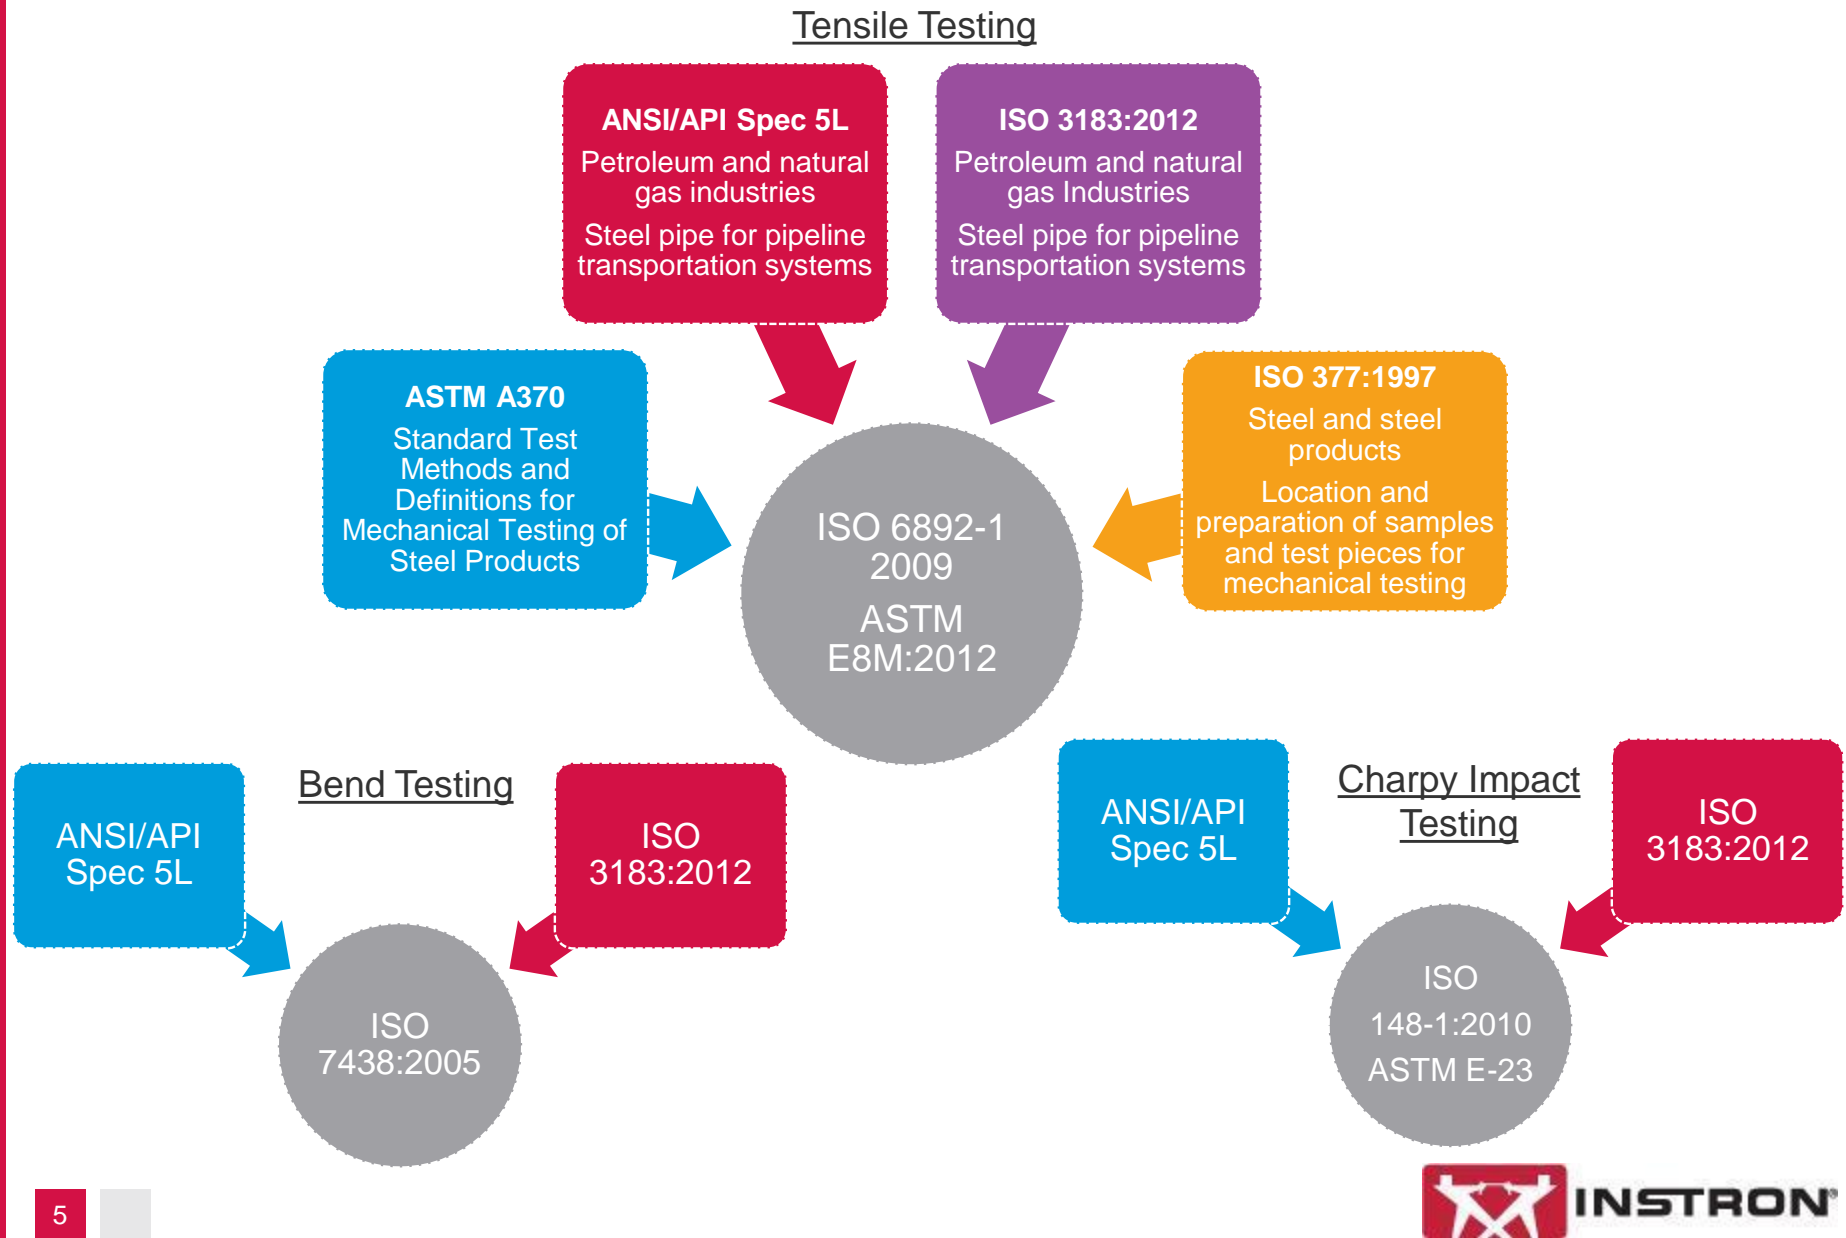 Tensile Testing
ANSI/API Spec 5L
Petroleum and natural
gas industries
Steel pipe for pipeline
transportation systems
ISO 3183:2012
Petroleum and natural
gas Industries
Steel pipe for pipeline
transportation systems
ASTM A370
Standard Test
Methods and
Definitions for
Mechanical Testing of
Steel Products
ISO 377:1997
Steel and steel
products
Location and
preparation of samples
and test pieces for
mechanical testing
ISO 6892-1
2009
ASTM
E8M:2012
Bend Testing
ANSI/API
Spec 5L
ISO
3183:2012
ISO
7438:2005
Charpy Impact
Testing
ANSI/API
Spec 5L
ISO
3183:2012
ISO
148-1:2010
ASTM E-23
5
INSTRON®